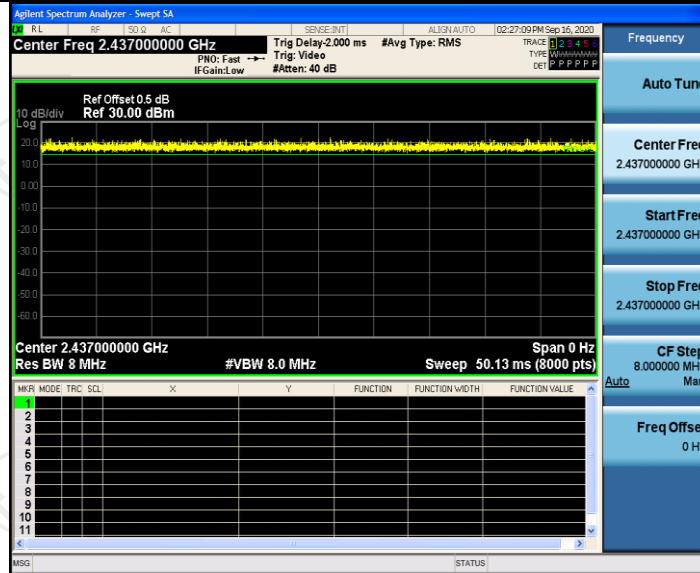 Agilent Spectrum Analyzer - Swept SA
RL RF 50 Ω AC SENSE:INT ALIGN AUTO 02:27:09 PM Sep 16, 2020
Center Freq 2.437000000 GHz Trig Delay-2.000 ms #Avg Type: RMS TRACE 1 2 3 4 5 6
PNO: Fast Trig: Video TYPE
IFGain:Low #Atten: 40 dB DET P P P P P P
Ref Offset 0.5 dB
10 dB/div Ref 30.00 dBm
Log
20.0
10.0
0.00
-10.0
-20.0
-30.0
-40.0
-50.0
-60.0
Center 2.437000000 GHz Span 0 Hz
Res BW 8 MHz #VBW 8.0 MHz Sweep 50.13 ms (8000 pts)
MKR MODE TRC SCL X Y FUNCTION FUNCTION WIDTH FUNCTION VALUE
1
2
3
4
5
6
7
8
9
10
11
MSG STATUS
Frequency
Auto Tun
Center Fre
2.437000000 GH
Start Fre
2.437000000 GH
Stop Fre
2.437000000 GH
CF Step
8.000000 MH
Auto Ma
Freq Offse
0 H